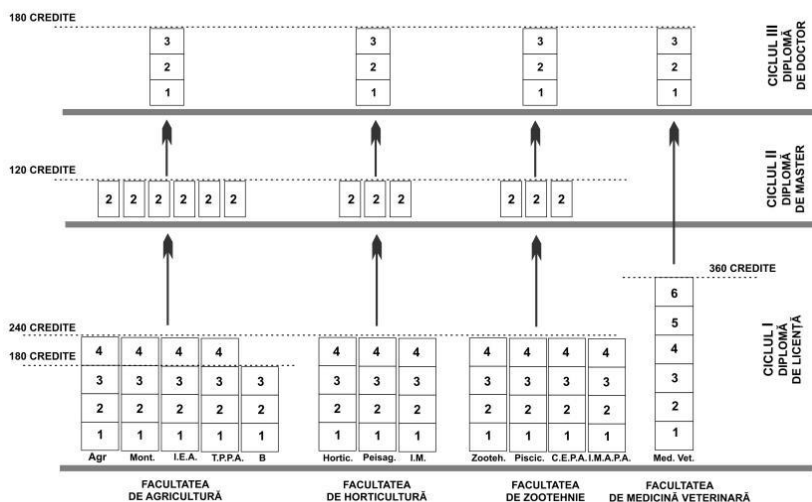 180 CREDITE
3 3 3 3
2 2 2 2
1 1 1 1
CICLUL III
DIPLOMĂ
DE DOCTOR
120 CREDITE
2 2 2 2 2 2 2 2 2 2 2 2
CICLUL II
DIPLOMĂ
DE MASTER
360 CREDITE
6
5
240 CREDITE
4 4 4 4 4 4 4 4 4 4 4 4
180 CREDITE
3 3 3 3 3 3 3 3 3 3 3 3 3
2 2 2 2 2 2 2 2 2 2 2 2 2
1 1 1 1 1 1 1 1 1 1 1 1 1
CICLUL I
DIPLOMĂ
DE LICENȚĂ
Agr Mont. I.E.A. T.P.P.A. B Hortic. Peisag. I.M. Zooteh. Piscic. C.E.P.A. I.M.A.P.A. Med. Vet.
FACULTATEA
DE AGRICULTURĂ
FACULTATEA
DE HORTICULTURĂ
FACULTATEA
DE ZOOTEHNIE
FACULTATEA
DE MEDICINĂ VETERINARĂ